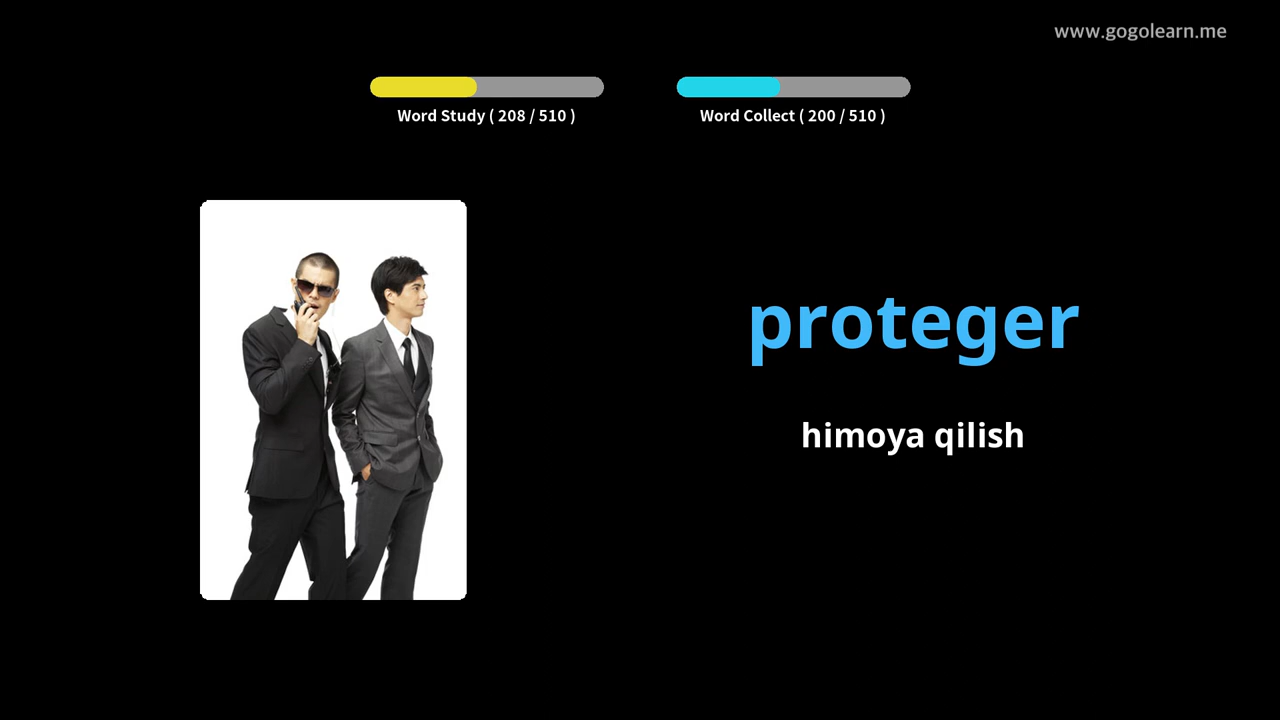 www.gogolearn.me
Word Study ( 208 / 510 )
Word Collect ( 200 / 510 )
proteger
himoya qilish